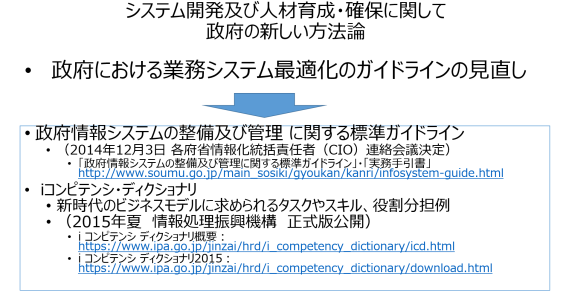 システム開発及び人材育成・確保に関して
政府の新しい方法論
• 政府における業務システム最適化のガイドラインの見直し
• 政府情報システムの整備及び管理 に関する標準ガイドライン
• （2014年12月3日 各府省情報化統括責任者（CIO）連絡会議決定）
• 「政府情報システムの整備及び管理に関する標準ガイドライン」・「実務手引書」
http://www.soumu.go.jp/main_sosiki/gyoukan/kanri/infosystem-guide.html
• iコンピテンシ・ディクショナリ
• 新時代のビジネスモデルに求められるタスクやスキル、役割分担例
• （2015年夏 情報処理振興機構 正式版公開）
• i コンピテンシ ディクショナリ概要：
https://www.ipa.go.jp/jinzai/hrd/i_competency_dictionary/icd.html
• i コンピテンシ ディクショナリ2015：
https://www.ipa.go.jp/jinzai/hrd/i_competency_dictionary/download.html